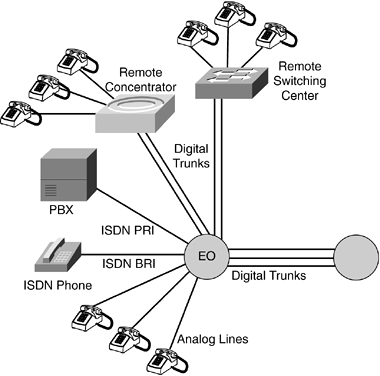 Remote
Concentrator
Remote
Switching
Center
Digital
Trunks
PBX
ISDN PRI
EO
ISDN BRI
Digital Trunks
ISDN Phone
Analog Lines